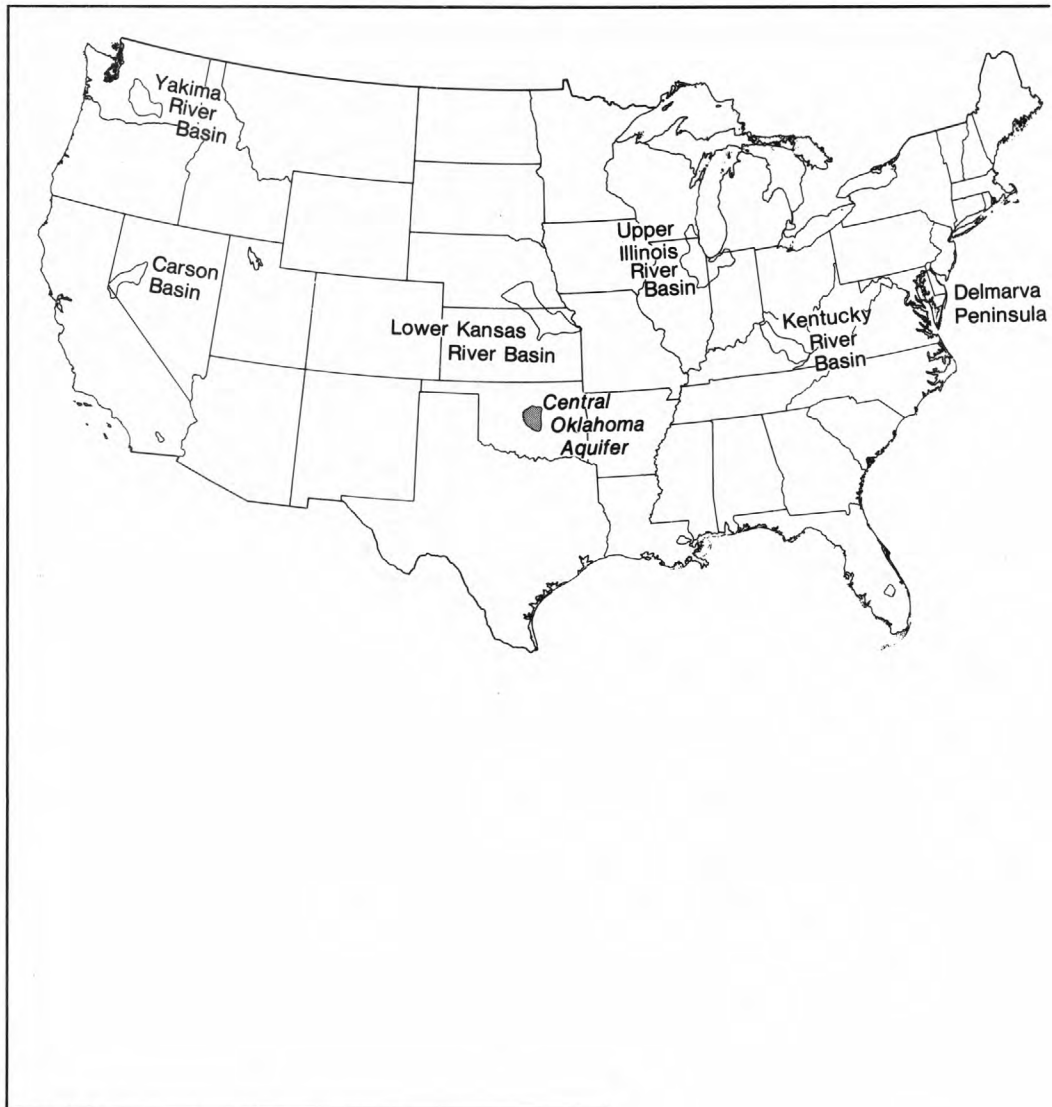 Yakima
River
Basin
Carson
Basin
Lower Kansas
River Basin
Central
Oklahoma
Aquifer
Upper
Illinois
River
Basin
Kentucky
River
Basin
Delmarva
Peninsula